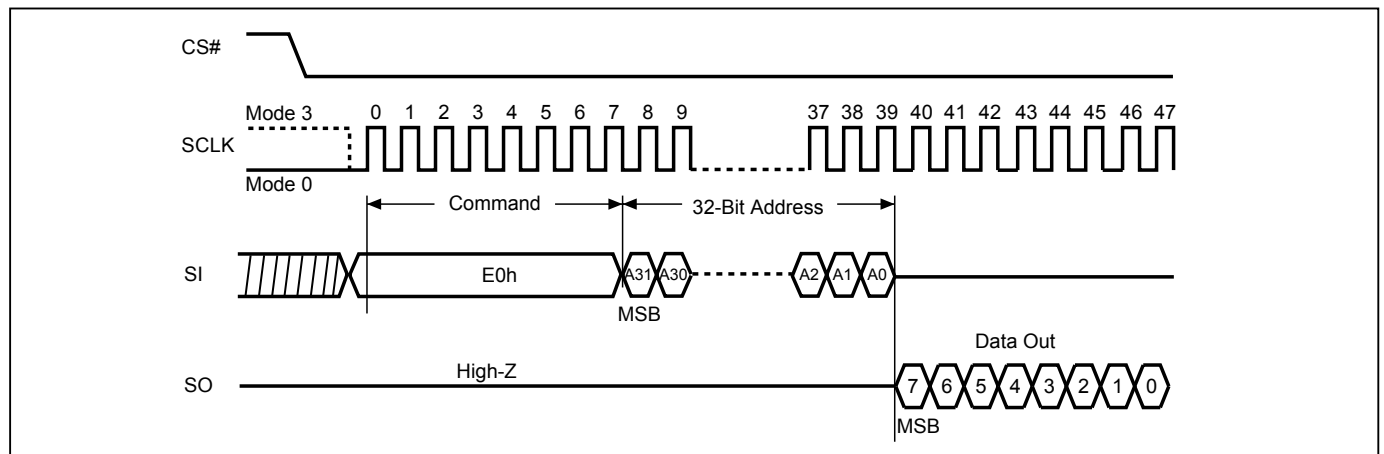 CS#
Mode 3 0 1 2 3 4 5 6 7 8 9 37 38 39 40 41 42 43 44 45 46 47
SCLK
Mode 0
Command 32-Bit Address
SI E0h A31 A30 A2 A1 A0
MSB
Data Out
High-Z
SO 7 6 5 4 3 2 1 0
MSB